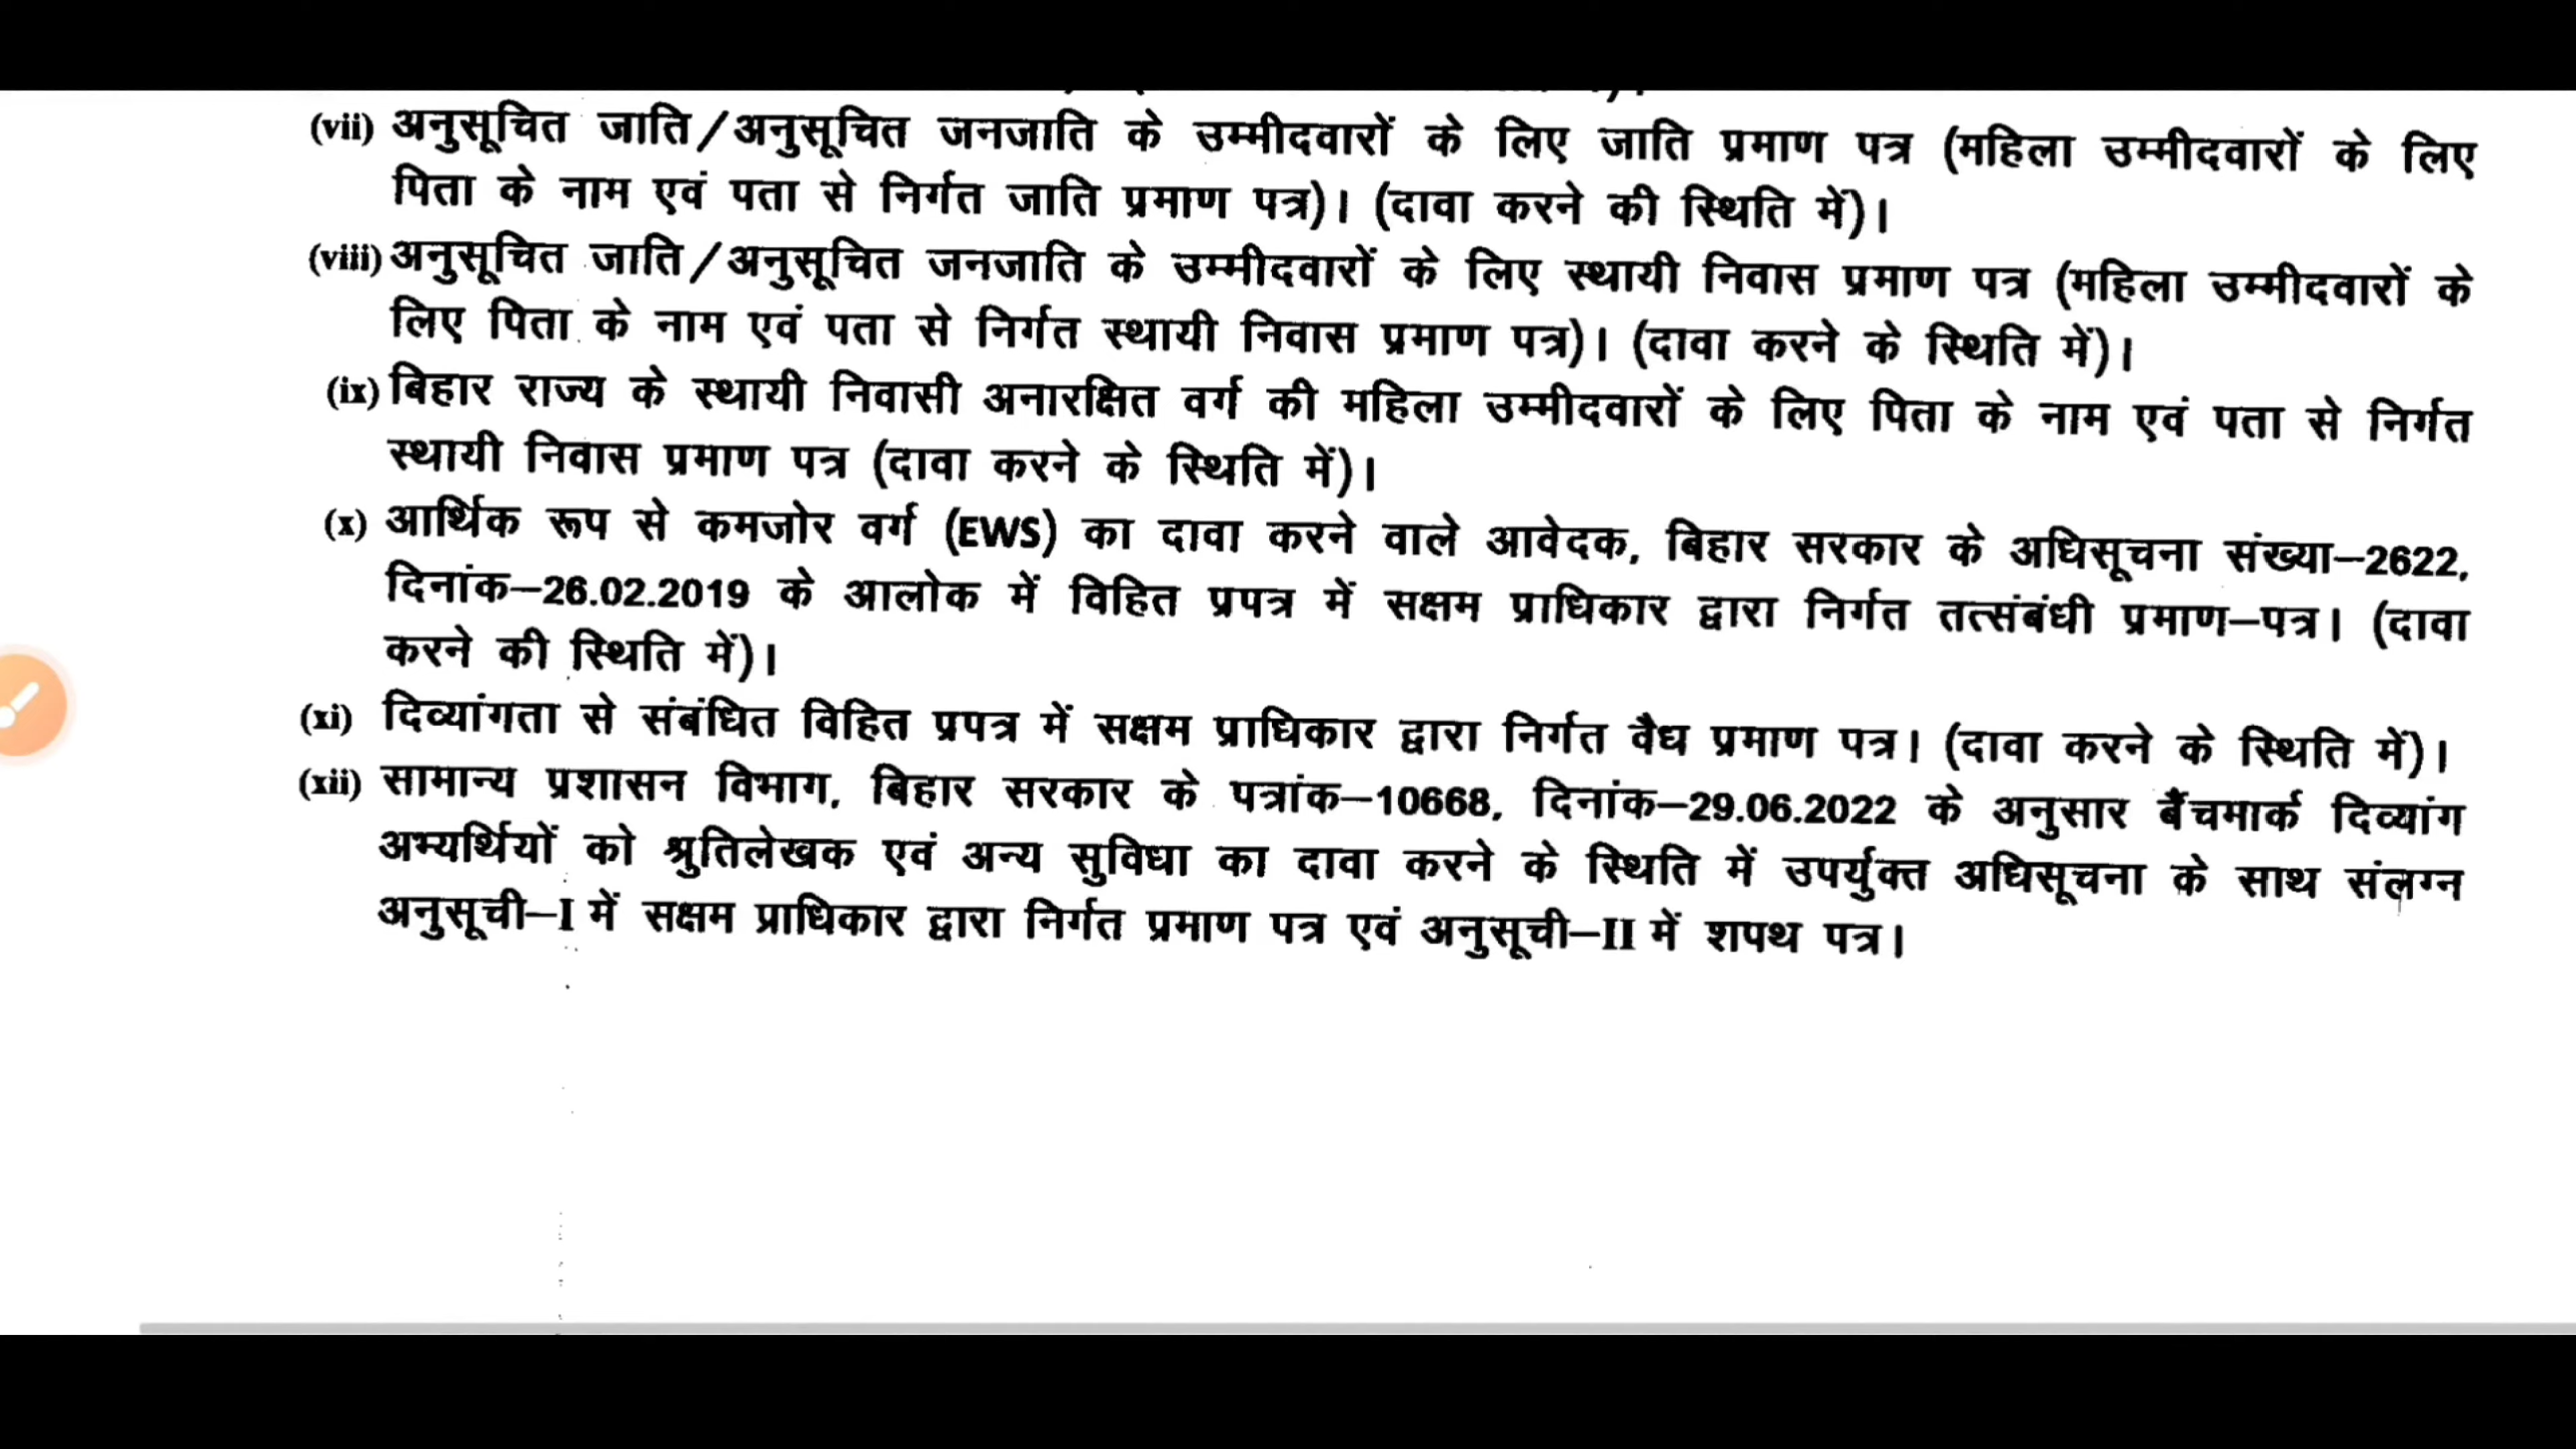 (vii) अनुसूचित जाति/अनुसूचित जनजाति के उम्मीदवारों के लिए जाति प्रमाण पत्र (महिला उम्मीदवारों के लिए
पिता के नाम एवं पता से निर्गत जाति प्रमाण पत्र)। (दावा करने की स्थिति में)।
(viii) अनुसूचित जाति/अनुसूचित जनजाति के उम्मीदवारों के लिए स्थायी निवास प्रमाण पत्र (महिला उम्मीदवारों के
लिए पिता के नाम एवं पता से निर्गत स्थायी निवास प्रमाण पत्र)। (दावा करने के स्थिति में)।
(ix) बिहार राज्य के स्थायी निवासी अनारक्षित वर्ग की महिला उम्मीदवारों के लिए पिता के नाम एवं पता से निर्गत
स्थायी निवास प्रमाण पत्र (दावा करने के स्थिति में)।
(x) आर्थिक रूप से कमजोर वर्ग (EWS) का दावा करने वाले आवेदक, बिहार सरकार के अधिसूचना संख्या–2622,
दिनांक–26.02.2019 के आलोक में विहित प्रपत्र में सक्षम प्राधिकार द्वारा निर्गत तत्संबंधी प्रमाण–पत्र। (दावा
करने की स्थिति में)।
(xi) दिव्यांगता से संबंधित विहित प्रपत्र में सक्षम प्राधिकार द्वारा निर्गत वैध प्रमाण पत्र। (दावा करने के स्थिति में)।
(xii) सामान्य प्रशासन विभाग, बिहार सरकार के पत्रांक–10668, दिनांक–29.06.2022 के अनुसार बैंचमार्क दिव्यांग
अभ्यर्थियों को श्रुतिलेखक एवं अन्य सुविधा का दावा करने के स्थिति में उपर्युक्त अधिसूचना के साथ संलग्न
अनुसूची–I में सक्षम प्राधिकार द्वारा निर्गत प्रमाण पत्र एवं अनुसूची–II में शपथ पत्र।